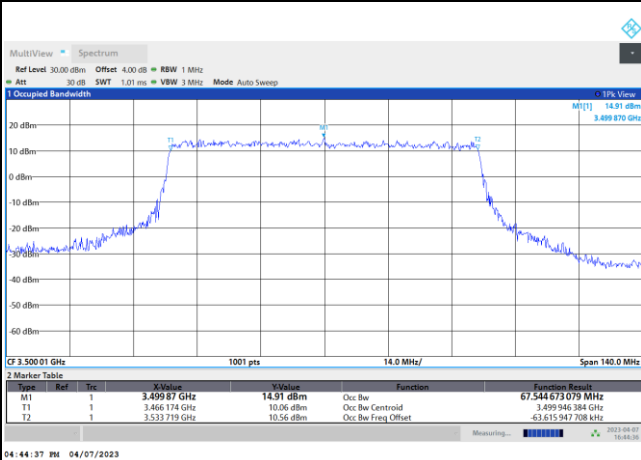 MultiView Spectrum
Ref Level 30.00 dBm Offset 4.00 dB RBW 1 MHz
Att 30 dB SWT 1.01 ms VBW 3 MHz Mode Auto Sweep
1 Occupied Bandwidth 1Pk View
M1[1] 14.91 dBm
3.499 870 GHz
M1
T1 T2
20 dBm
10 dBm
0 dBm
-10 dBm
-20 dBm
-30 dBm
-40 dBm
-50 dBm
-60 dBm
CF 3.500 01 GHz 1001 pts 14.0 MHz/ Span 140.0 MHz
2 Marker Table
Type Ref Trc X-Value Y-Value Function Function Result
M1 1 3.499 87 GHz 14.91 dBm Occ Bw 67.544 673 079 MHz
T1 1 3.466 174 GHz 10.06 dBm Occ Bw Centroid 3.499 946 384 GHz
T2 1 3.533 719 GHz 10.56 dBm Occ Bw Freq Offset -63.615 947 708 kHz
Measuring... 2023-04-07
16:44:36
04:44:37 PM 04/07/2023